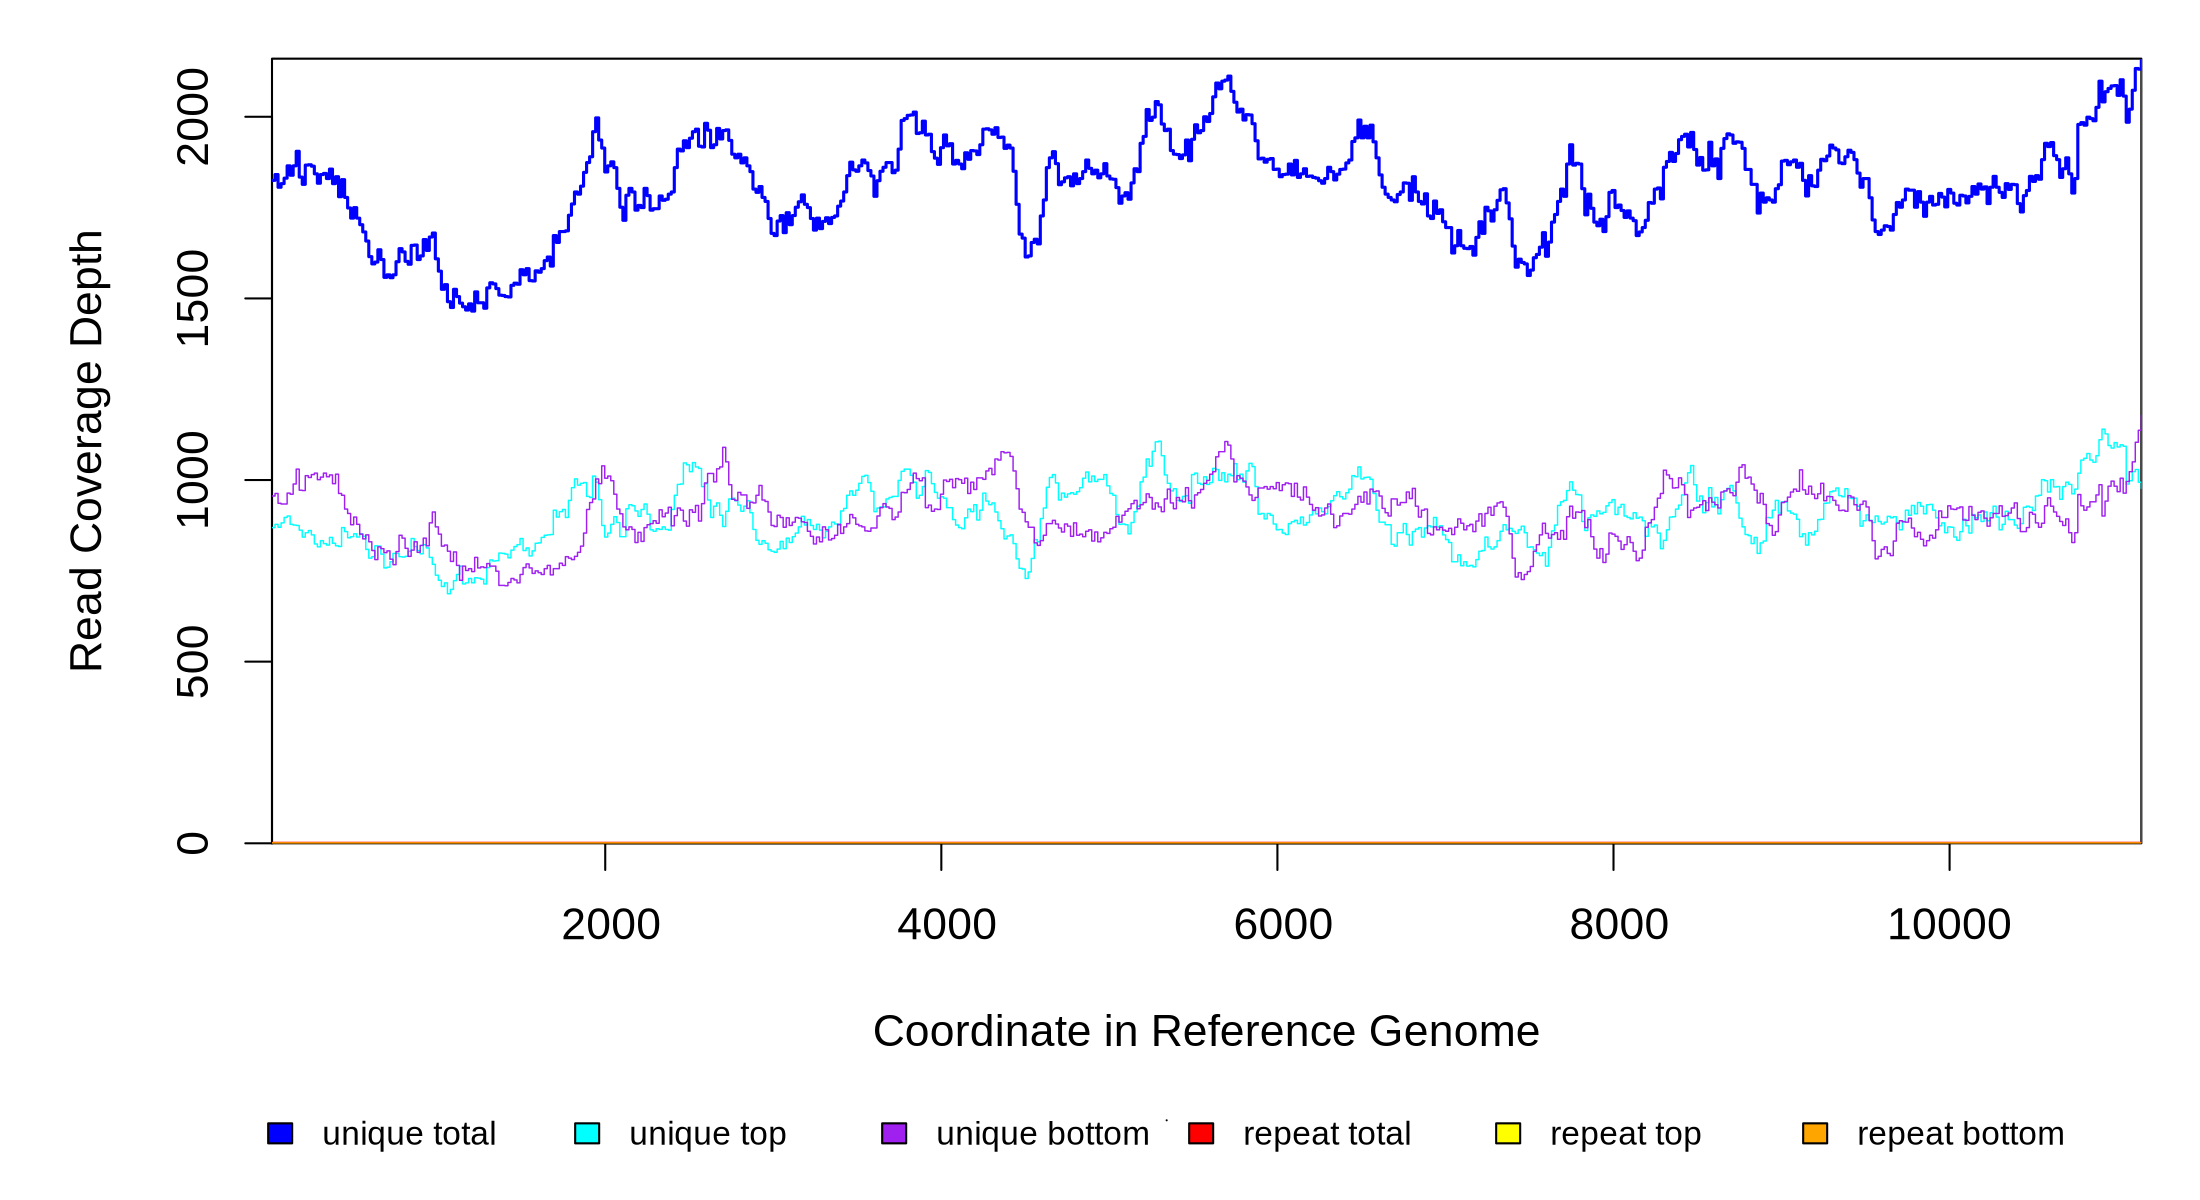 Read Coverage Depth
2000
1500
1000
500
0
2000 4000 6000 8000 10000
Coordinate in Reference Genome
unique total unique top unique bottom repeat total repeat top repeat bottom